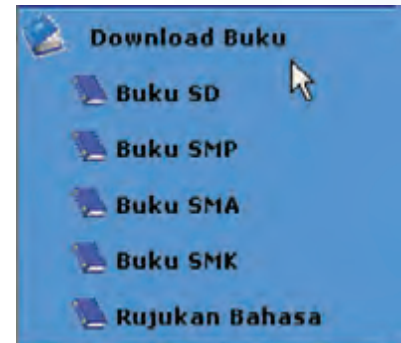 Download Buku
Buku SD
Buku SMP
Buku SMA
Buku SMK
Rujukan Bahasa